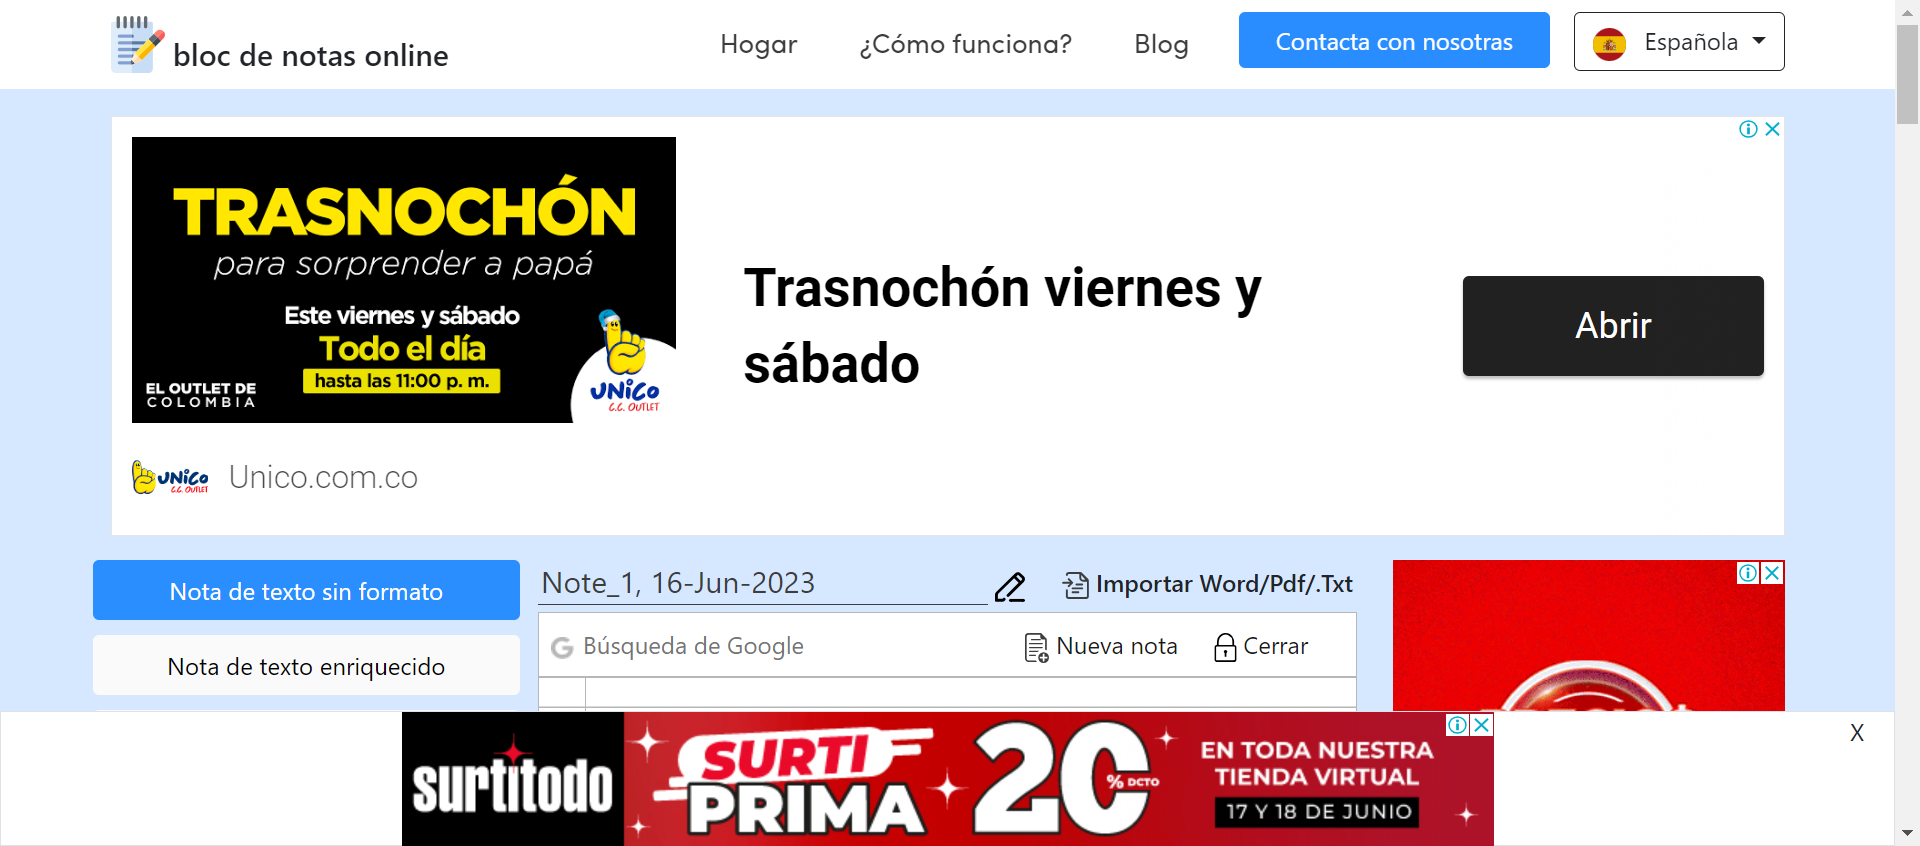 bloc de notas online
Hogar
¿Cómo funciona?
Blog
Contacta con nosotras
Española
TRASNOCHÓN
para sorprender a papá
Este viernes y sábado
Todo el día
hasta las 11:00 p. m.
EL OUTLET DE
COLOMBIA
UNICO
C.C. OUTLET
Trasnochón viernes y
sábado
Abrir
UNICO
C.C. OUTLET
Unico.com.co
Nota de texto sin formato
Nota de texto enriquecido
Note_1, 16-Jun-2023
Importar Word/Pdf/.Txt
G Búsqueda de Google
Nueva nota
Cerrar
surtitodo
SURTI
PRIMA
20
% DCTO
EN TODA NUESTRA
TIENDA VIRTUAL
17 Y 18 DE JUNIO
X